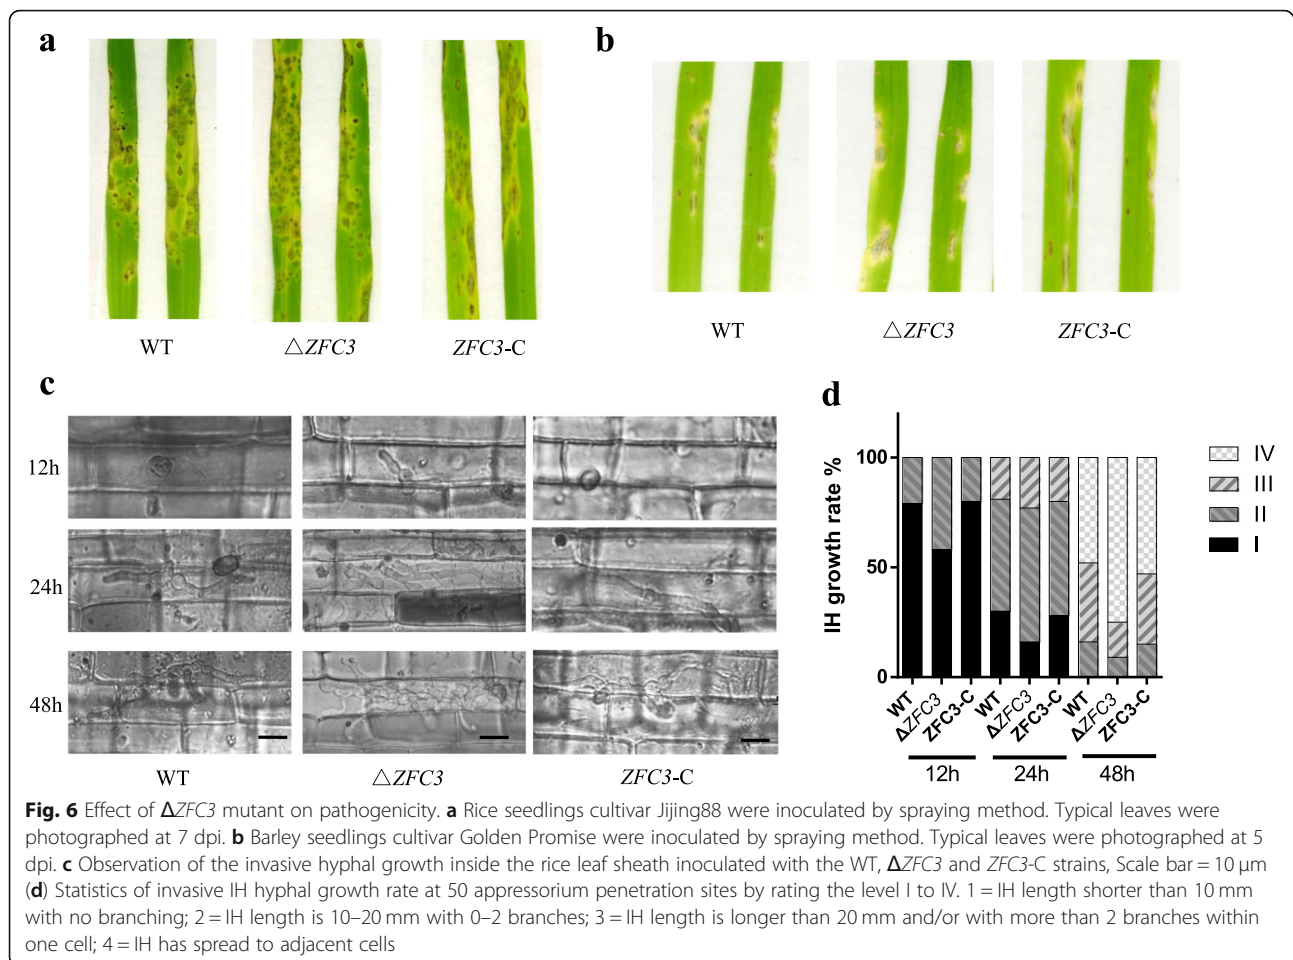 a
b
WT
△ZFC3
ZFC3-C
WT
△ZFC3
ZFC3-C
c
12h
24h
48h
WT
△ZFC3
ZFC3-C
d
IH growth rate %
100
50
0
IV
III
II
I
WT
ΔZFC3
ZFC3-C
WT
ΔZFC3
ZFC3-C
WT
ΔZFC3
ZFC3-C
12h
24h
48h
Fig. 6 Effect of ΔZFC3 mutant on pathogenicity. a Rice seedlings cultivar Jijing88 were inoculated by spraying method. Typical leaves were
photographed at 7 dpi. b Barley seedlings cultivar Golden Promise were inoculated by spraying method. Typical leaves were photographed at 5
dpi. c Observation of the invasive hyphal growth inside the rice leaf sheath inoculated with the WT, ΔZFC3 and ZFC3-C strains, Scale bar = 10 μm
(d) Statistics of invasive IH hyphal growth rate at 50 appressorium penetration sites by rating the level I to IV. 1 = IH length shorter than 10 mm
with no branching; 2 = IH length is 10–20 mm with 0–2 branches; 3 = IH length is longer than 20 mm and/or with more than 2 branches within
one cell; 4 = IH has spread to adjacent cells